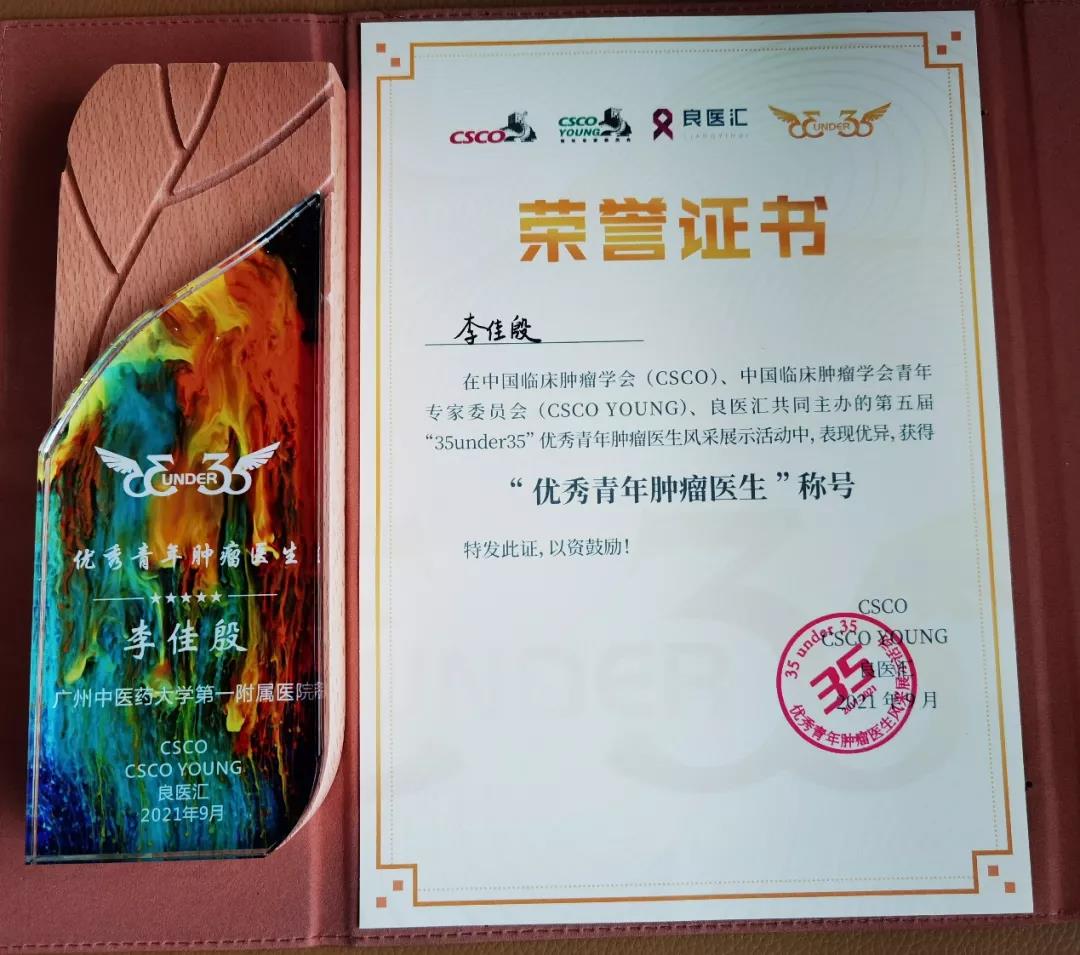 35 UNDER 35
优秀青年肿瘤医生
★★★★★
李佳殷
广州中医药大学第一附属医院
CSCO
CSCO YOUNG
良医汇
2021年9月
CSCO
CSCO YOUNG
良医汇
LIANGYIHUI
35 UNDER 35
荣誉证书
李佳殷
在中国临床肿瘤学会（CSCO）、中国临床肿瘤学会青年
专家委员会（CSCO YOUNG）、良医汇共同主办的第五届
“35under35”优秀青年肿瘤医生风采展示活动中, 表现优异, 获得
“优秀青年肿瘤医生”称号
特发此证, 以资鼓励！
CSCO
CSCO YOUNG
良医汇
2021 年 9 月
35 under 35
35
优秀青年肿瘤医生风采展示活动